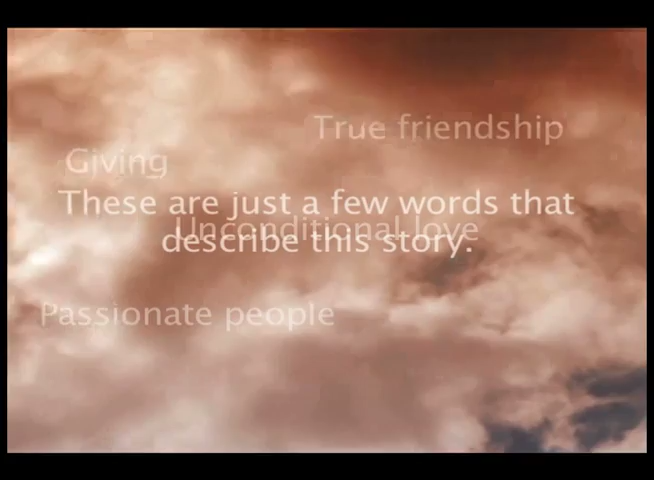 True friendship
Giving
These are just a few words that
Unconditional love
describe this story.
Passionate people